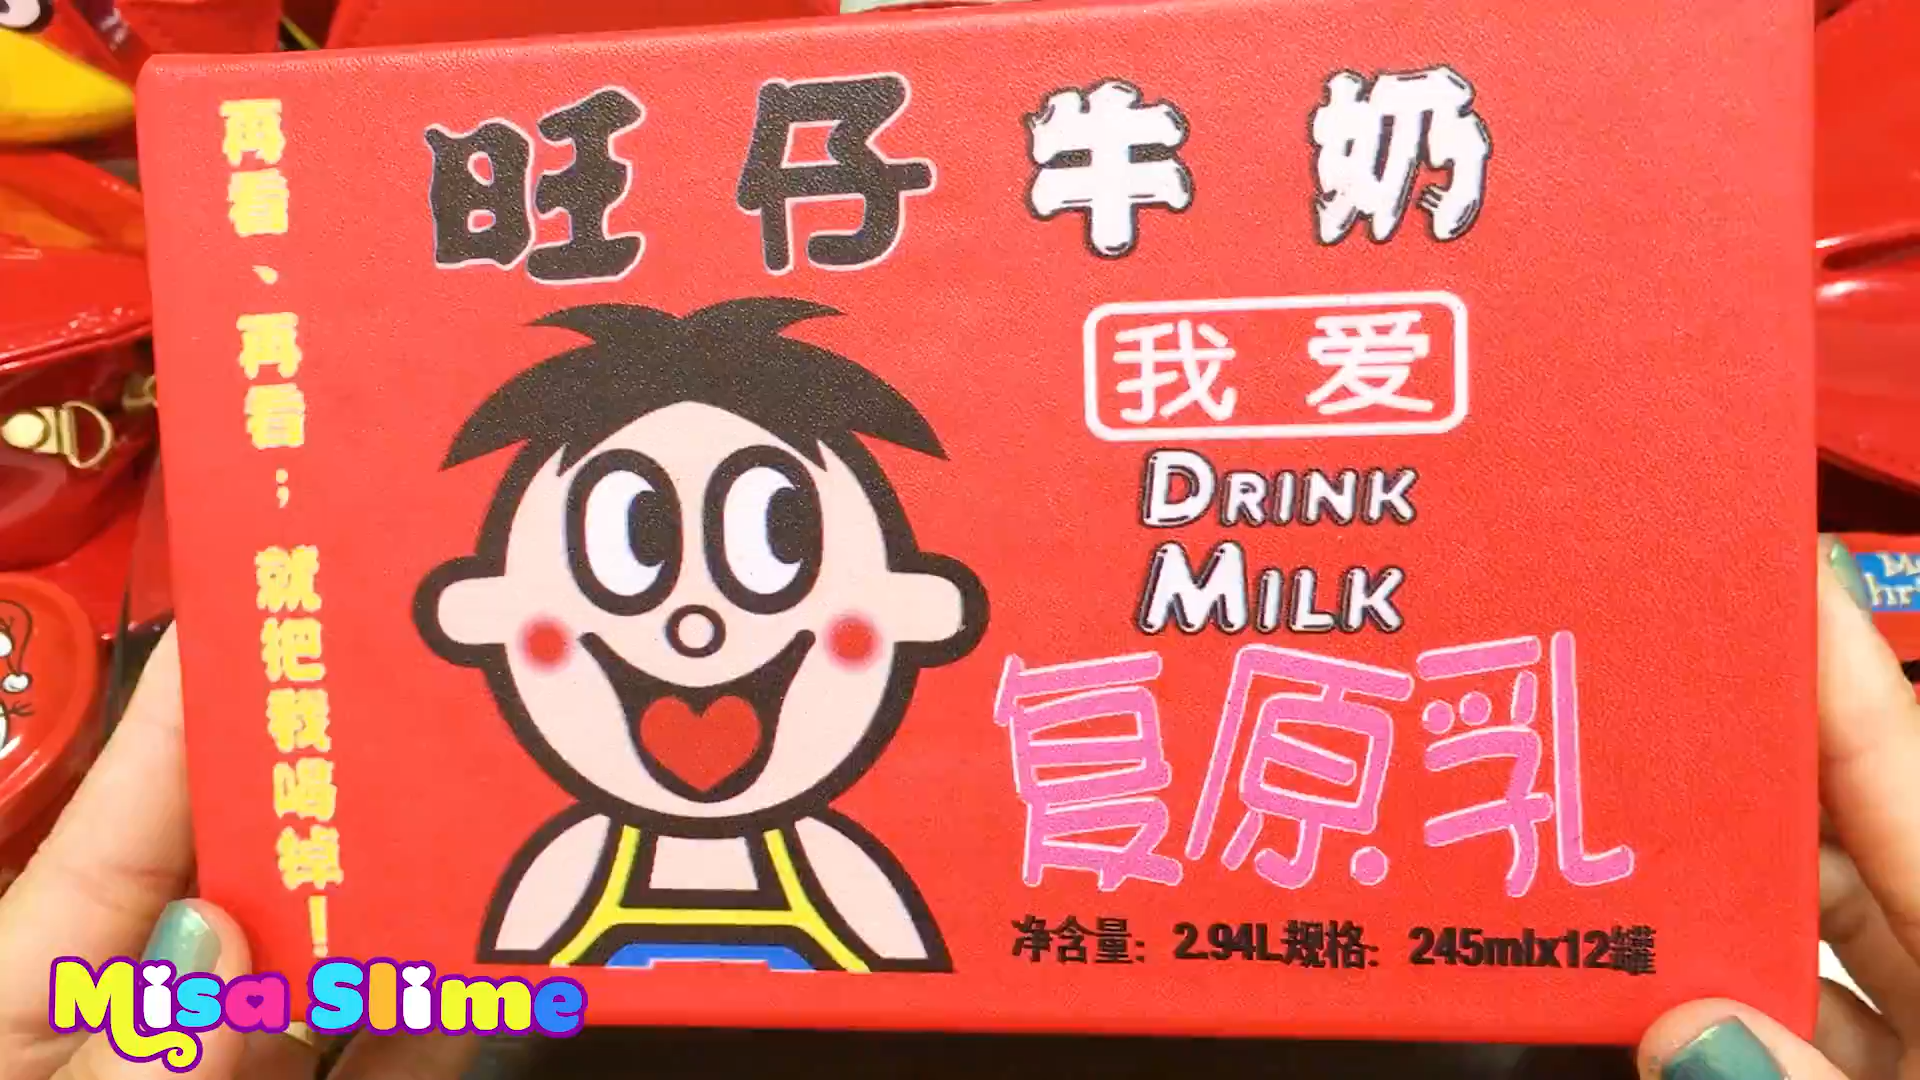 旺仔牛奶
再看、再看;就把我喝掉!
我爱
DRINK
MILK
复原乳
净含量: 2.94L规格: 245mlx12罐
Misa Slime